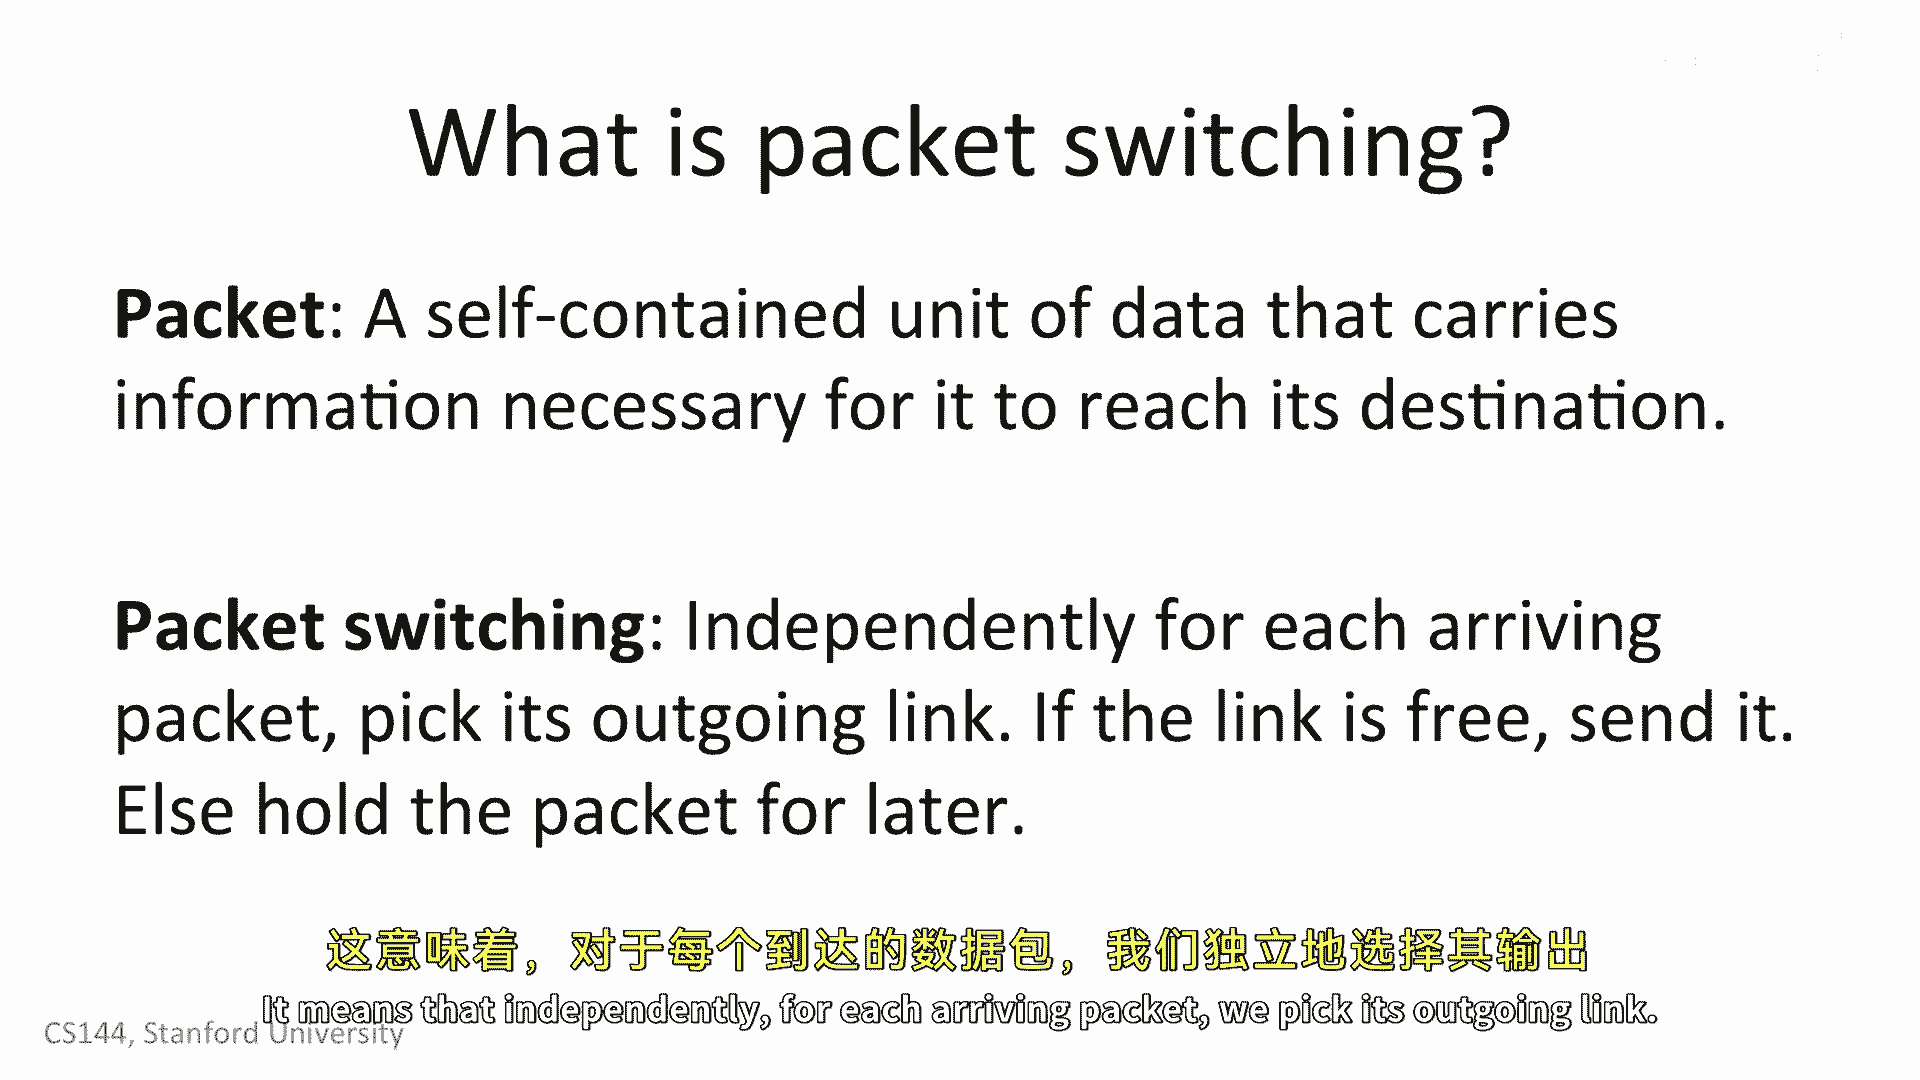 What is packet switching?
Packet: A self-contained unit of data that carries
information necessary for it to reach its destination.
Packet switching: Independently for each arriving
packet, pick its outgoing link. If the link is free, send it.
Else hold the packet for later.
这意味着，对于每个到达的数据包，我们独立地选择其输出
It means that independently, for each arriving packet, we pick its outgoing link.
CS144, Stanford University